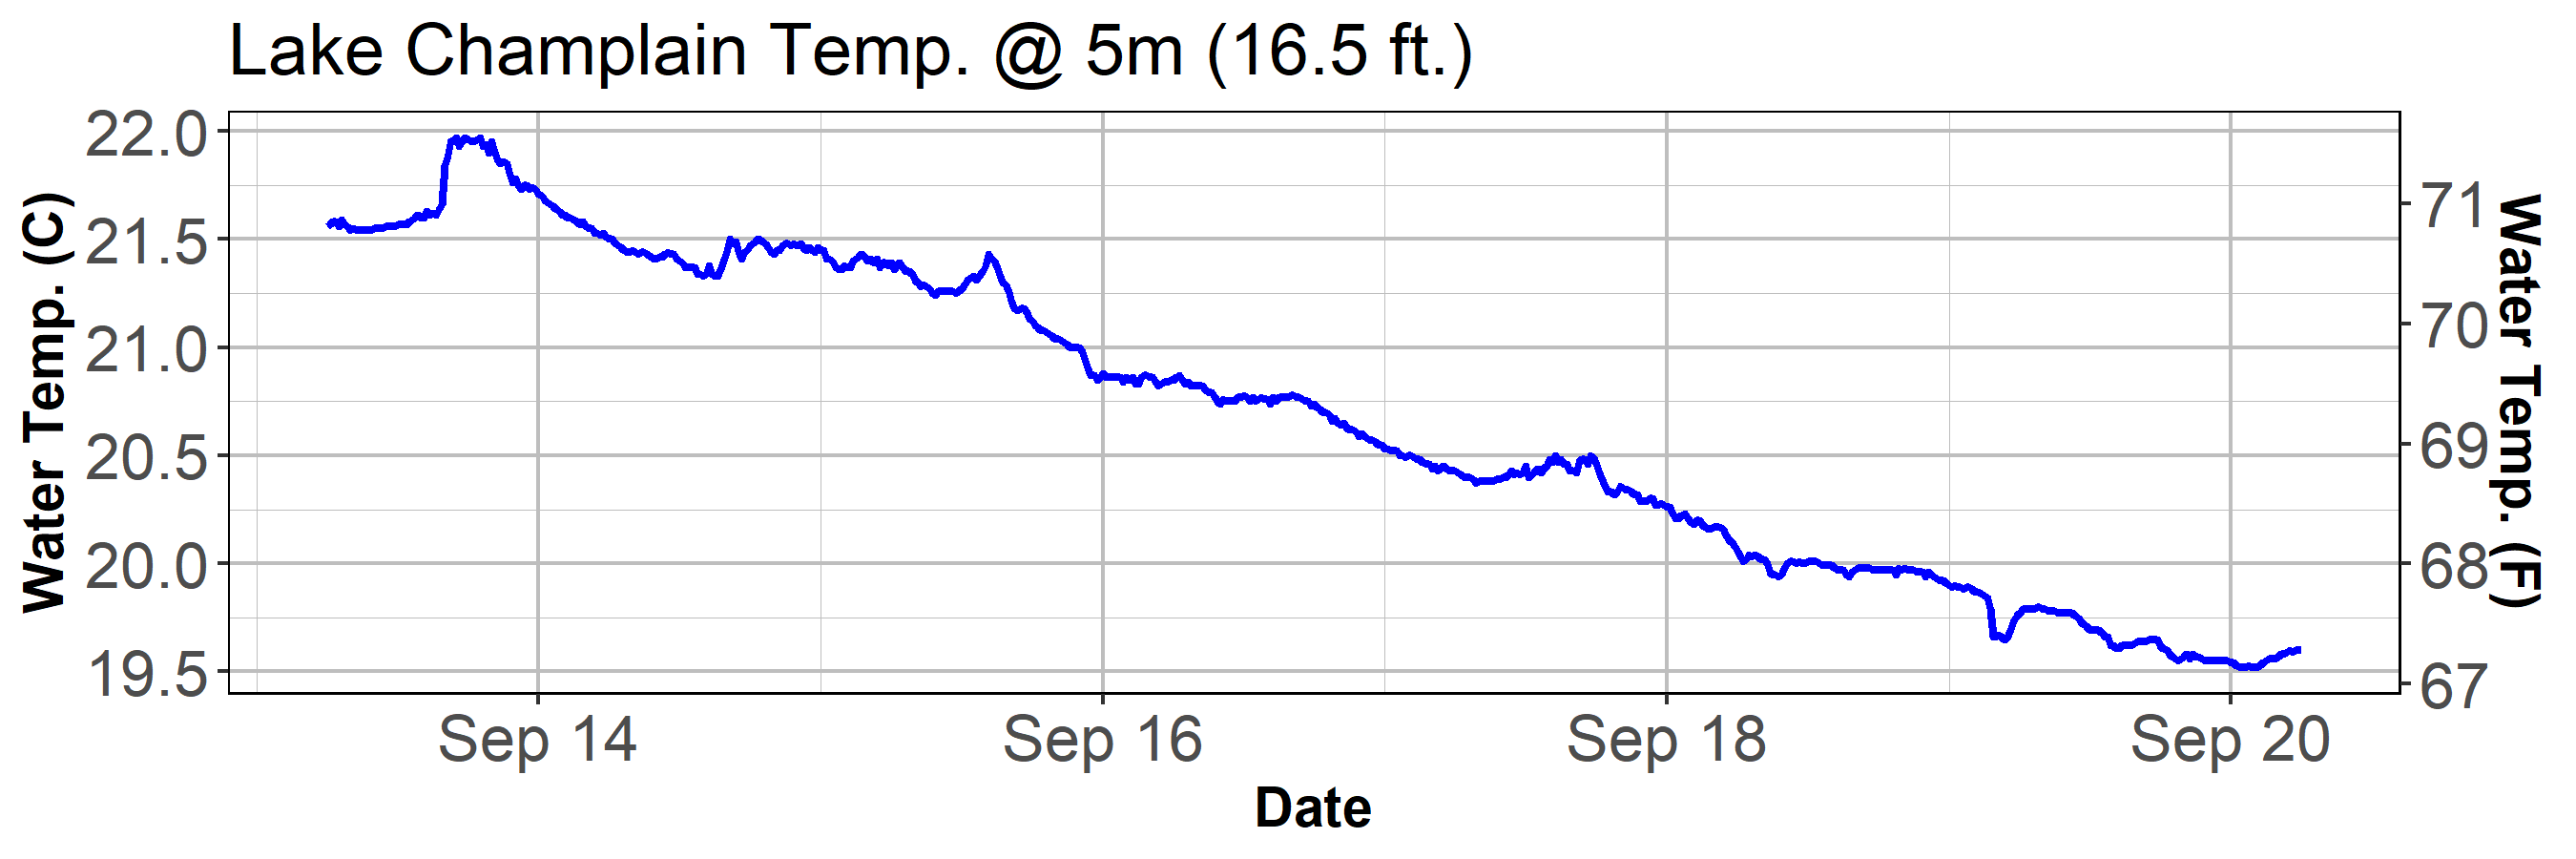 Lake Champlain Temp. @ 5m (16.5 ft.)
Water Temp. (C)
22.0
21.5
21.0
20.5
20.0
19.5
71
70
69
68
67
Water Temp. (F)
Sep 14 Sep 16 Sep 18 Sep 20
Date